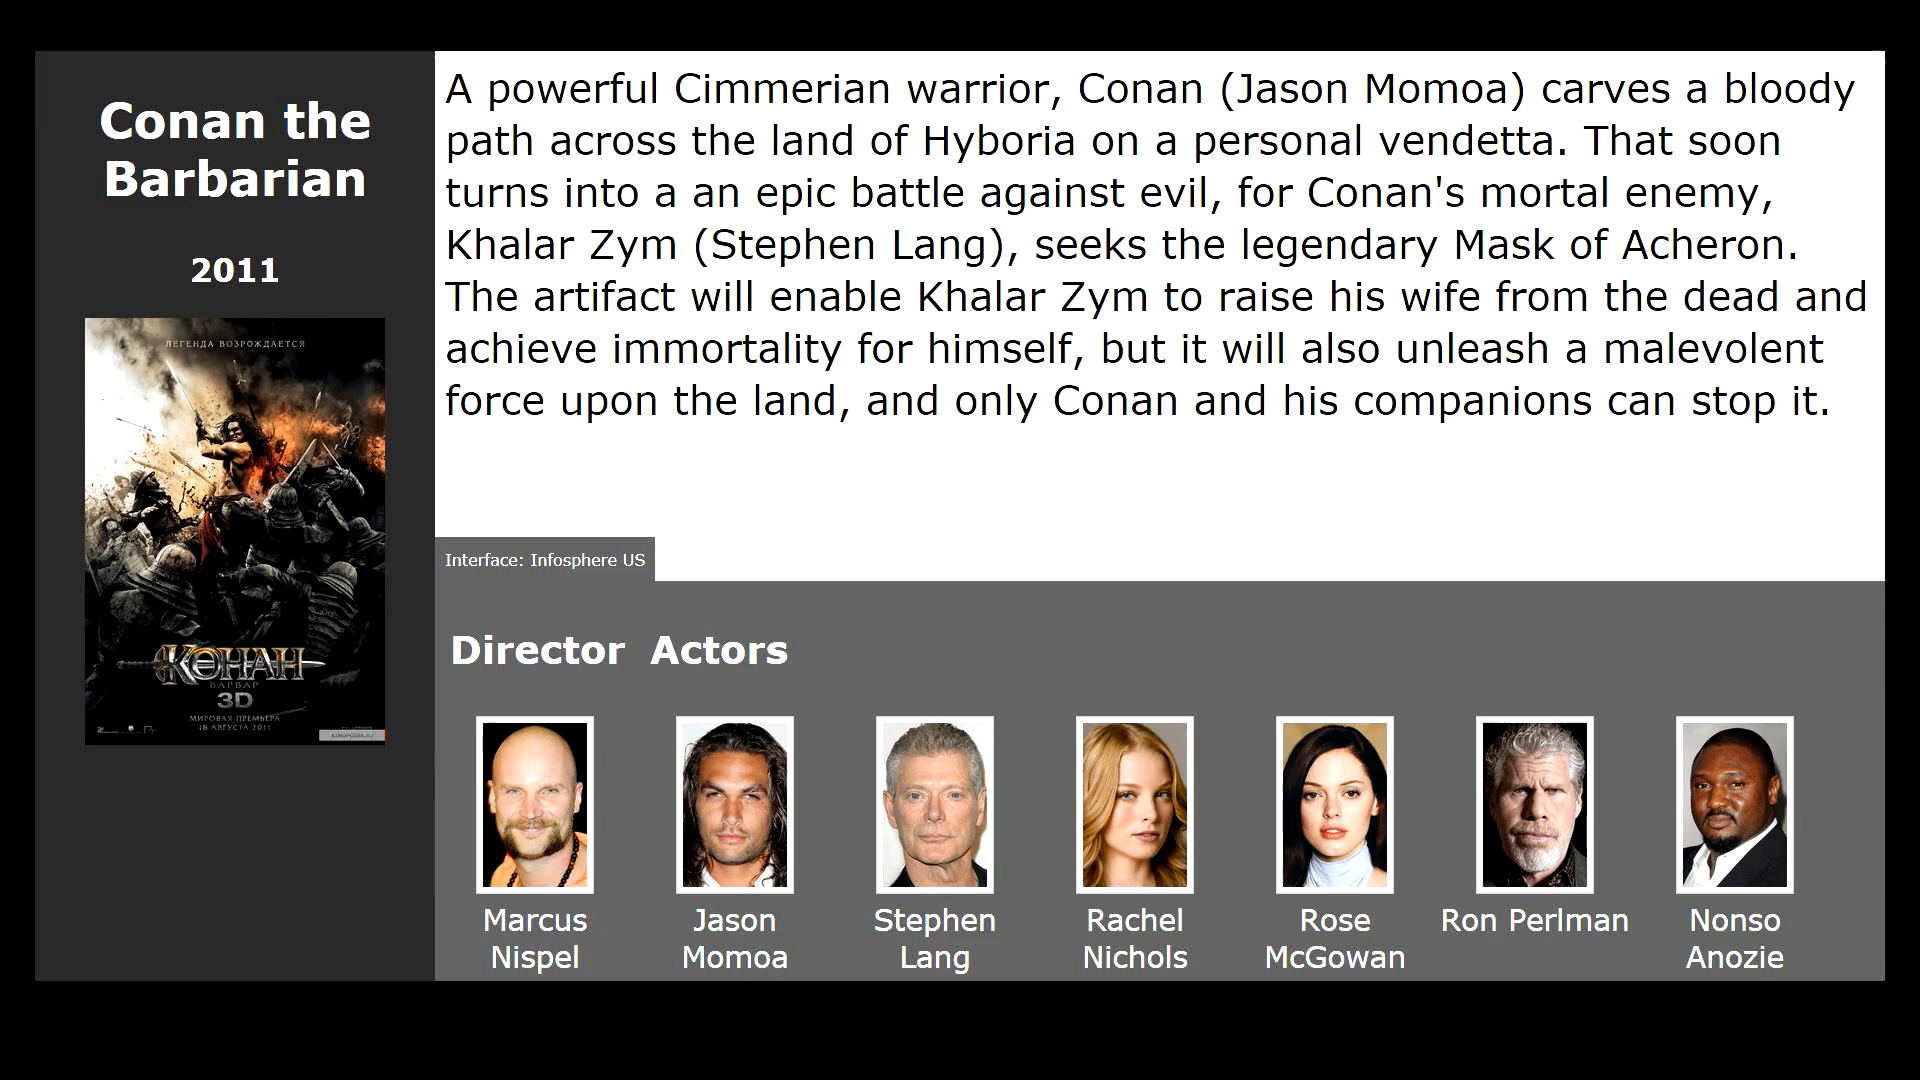 Conan the
Barbarian
2011
ЛЕГЕНДА ВОЗРОЖДАЕТСЯ
КОНАН
ВАРВАР
3D
МИРОВАЯ ПРЕМЬЕРА
18 АВГУСТА 2011
A powerful Cimmerian warrior, Conan (Jason Momoa) carves a bloody
path across the land of Hyboria on a personal vendetta. That soon
turns into a an epic battle against evil, for Conan's mortal enemy,
Khalar Zym (Stephen Lang), seeks the legendary Mask of Acheron.
The artifact will enable Khalar Zym to raise his wife from the dead and
achieve immortality for himself, but it will also unleash a malevolent
force upon the land, and only Conan and his companions can stop it.
Interface: Infosphere US
Director Actors
Marcus
Nispel
Jason
Momoa
Stephen
Lang
Rachel
Nichols
Rose
McGowan
Ron Perlman
Nonso
Anozie